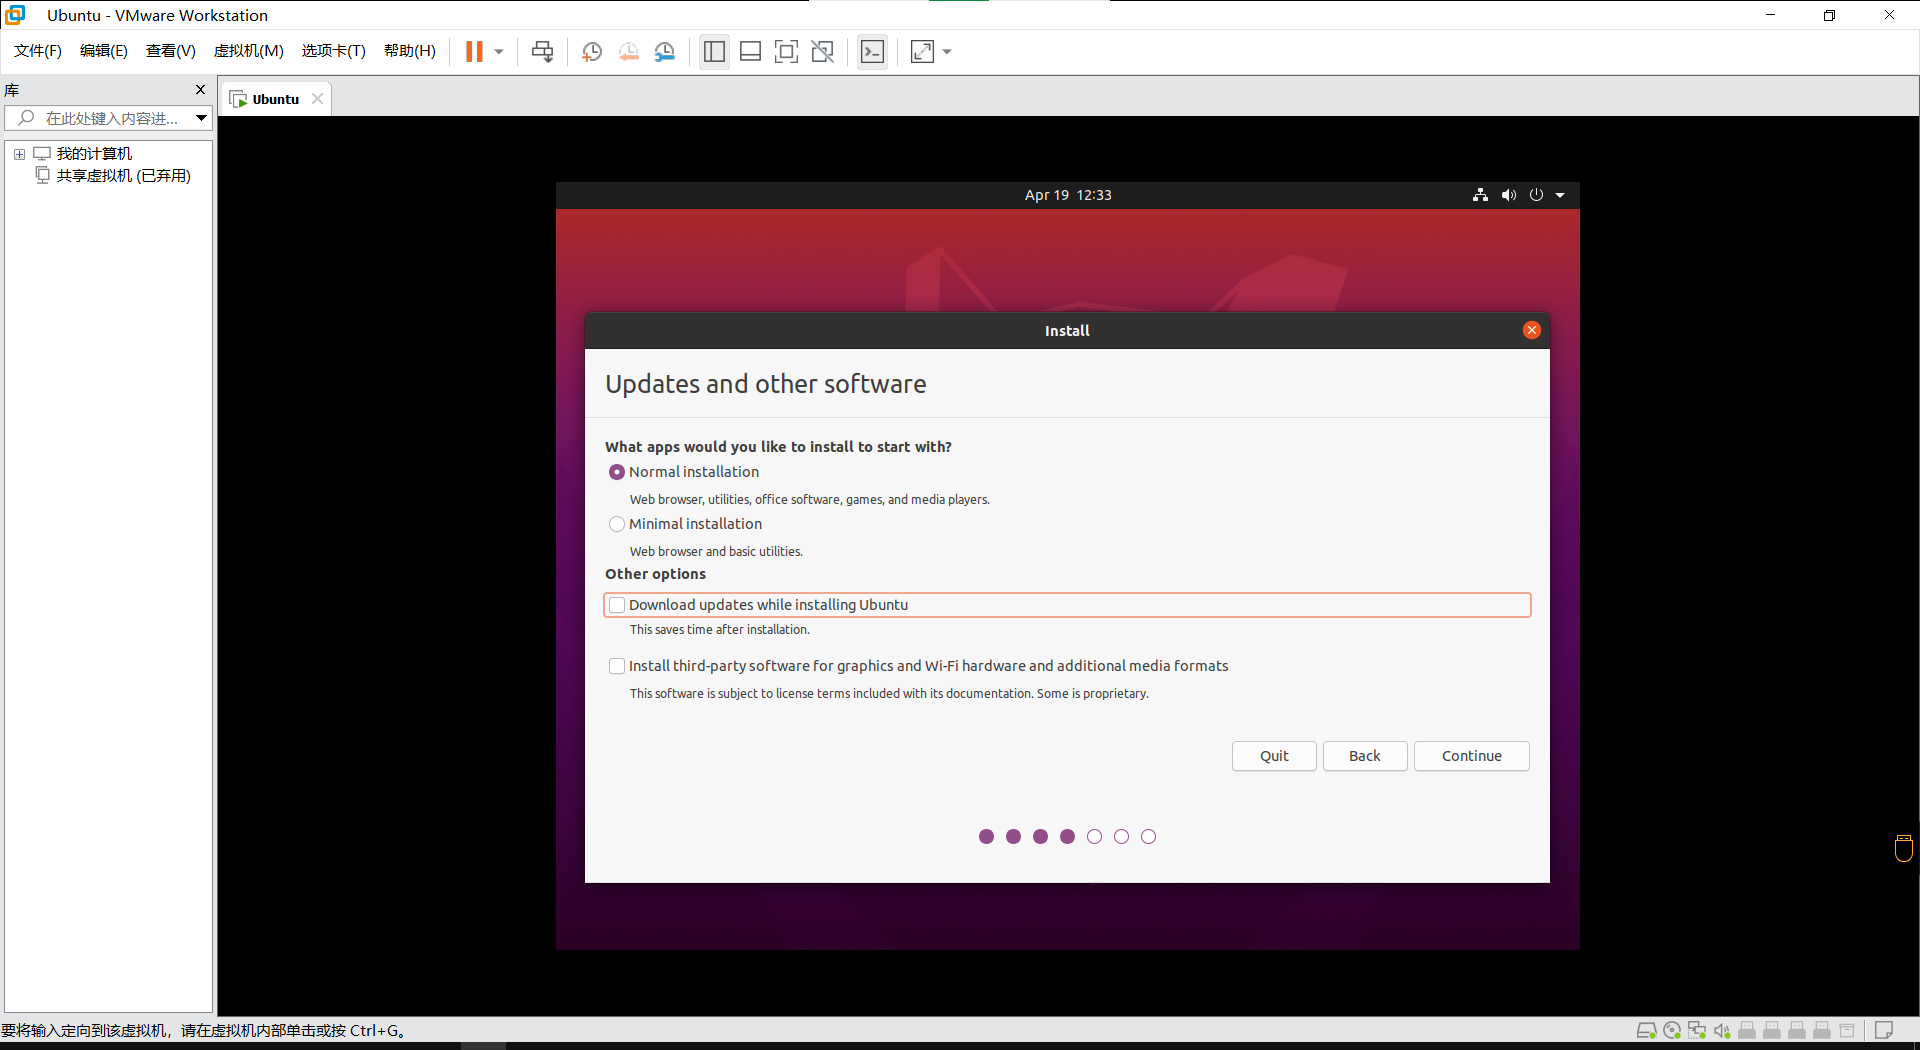 Ubuntu - VMware Workstation
文件(F) 编辑(E) 查看(V) 虚拟机(M) 选项卡(T) 帮助(H)
库
在此处键入内容进...
我的计算机
共享虚拟机 (已弃用)
Ubuntu
Apr 19 12:33
Install
Updates and other software
What apps would you like to install to start with?
Normal installation
Web browser, utilities, office software, games, and media players.
Minimal installation
Web browser and basic utilities.
Other options
Download updates while installing Ubuntu
This saves time after installation.
Install third-party software for graphics and Wi-Fi hardware and additional media formats
This software is subject to license terms included with its documentation. Some is proprietary.
Quit Back Continue
要将输入定向到该虚拟机，请在虚拟机内部单击或按 Ctrl+G。